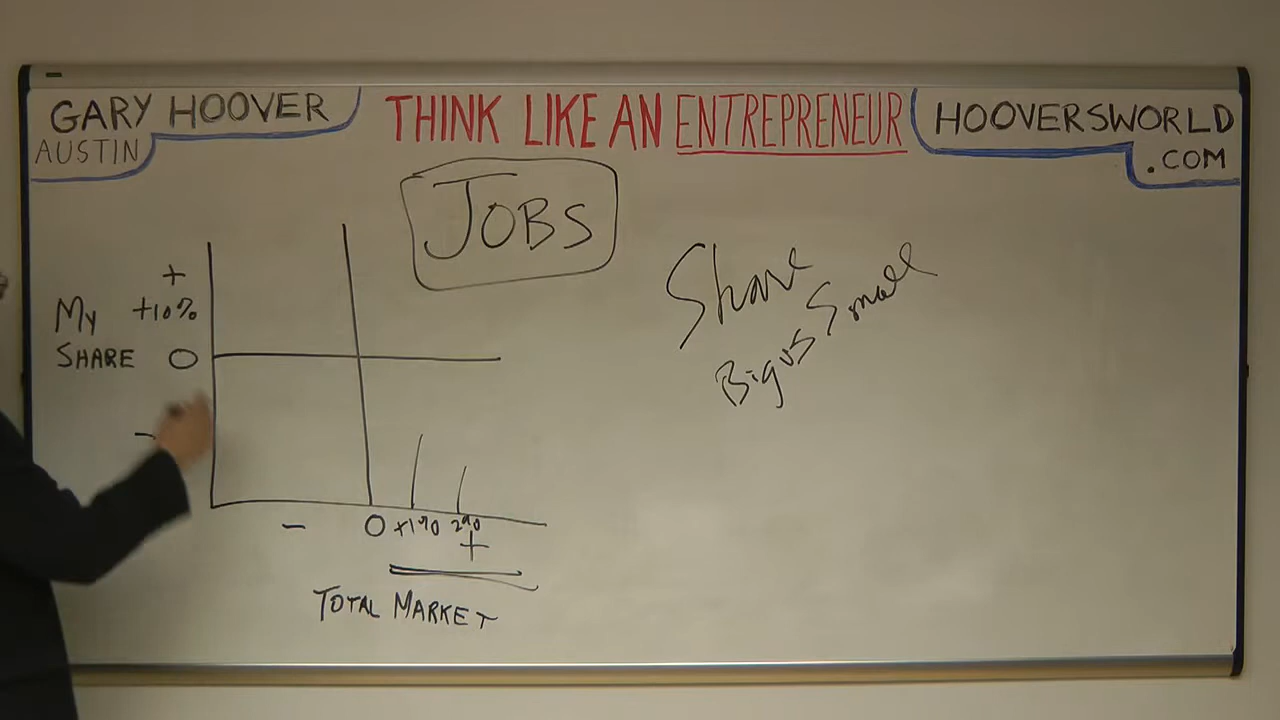 GARY HOOVER
AUSTIN
THINK LIKE AN ENTREPRENEUR
HOOVERSWORLD
.COM
JOBS
Share
Big vs Small
+
My +10%
SHARE 0
-
- 0 +1% 2%
+
TOTAL MARKET